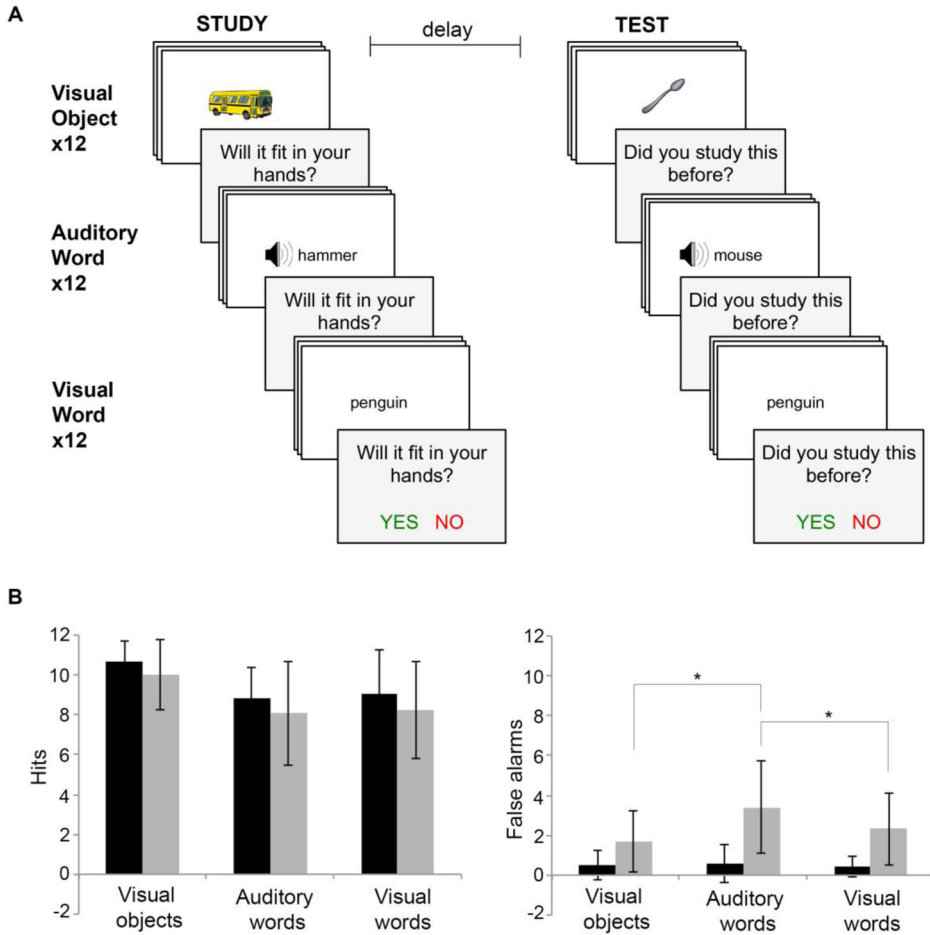 A
STUDY
delay
TEST
Visual
Object
x12
Will it fit in your
hands?
Did you study this
before?
Auditory
Word
x12
hammer
mouse
Will it fit in your
hands?
Did you study this
before?
Visual
Word
x12
penguin
penguin
Will it fit in your
hands?
YES NO
Did you study this
before?
YES NO
B
Hits
12
10
8
6
4
2
0
-2
Visual
objects
Auditory
words
Visual
words
False alarms
12
10
8
6
4
2
0
-2
*
*
Visual
objects
Auditory
words
Visual
words